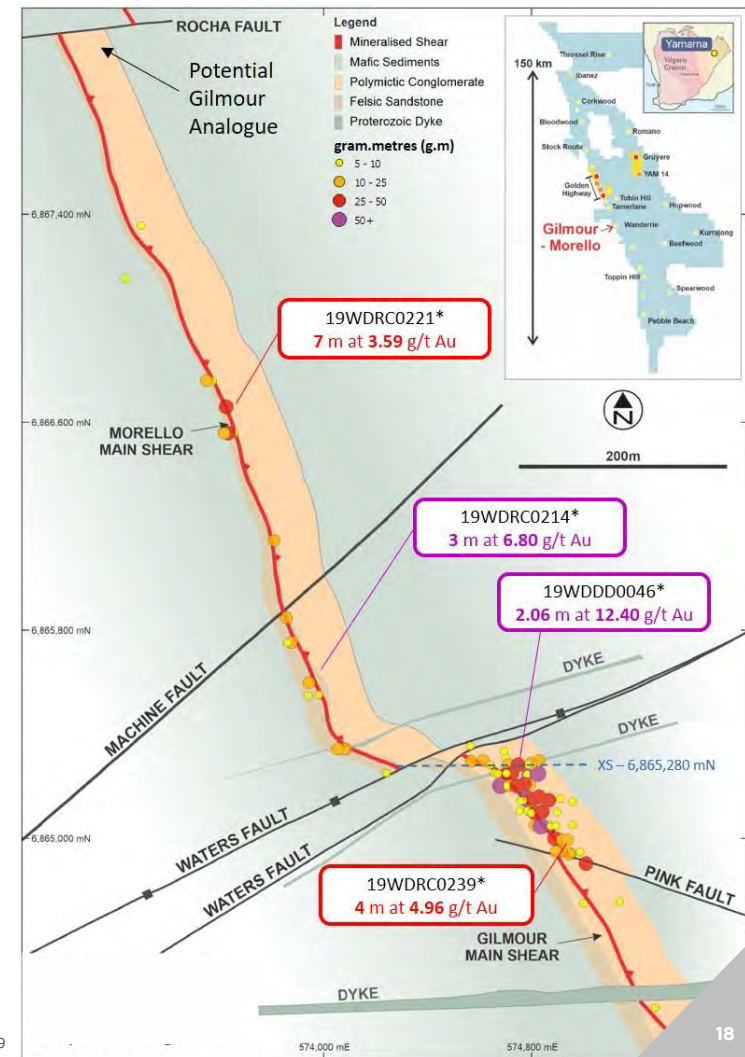 ROCHA FAULT
Potential
Gilmour
Analogue
Legend
Mineralised Shear
Mafic Sediments
Polymictic Conglomerate
Felsic Sandstone
Proterozoic Dyke
gram.metres (g.m)
5 - 10
10 - 25
25 - 50
50+
150 km
Throssel Rise
Ibanez
Corkwood
Bloodwood
Romano
Stock Route
Gruyere
YAM 14
Golden
Highway
Tobin Hill
Tamerlane
Hopwood
Wanderrie
Kurrajong
Gilmour
- Morello
Beefwood
Toppin Hill
Spearwood
Pebble Beach
Yamarna
Yilgarn
Craton
6,867,400 mN
19WDRC0221*
7 m at 3.59 g/t Au
6,866,600 mN
MORELLO
MAIN SHEAR
N
200m
19WDRC0214*
3 m at 6.80 g/t Au
19WDDD0046*
2.06 m at 12.40 g/t Au
6,865,800 mN
MACHINE FAULT
DYKE
DYKE
XS – 6,865,280 mN
6,865,000 mN
WATERS FAULT
WATERS FAULT
PINK FAULT
19WDRC0239*
4 m at 4.96 g/t Au
GILMOUR
MAIN SHEAR
DYKE
574,000 mE
574,800 mE
9
18